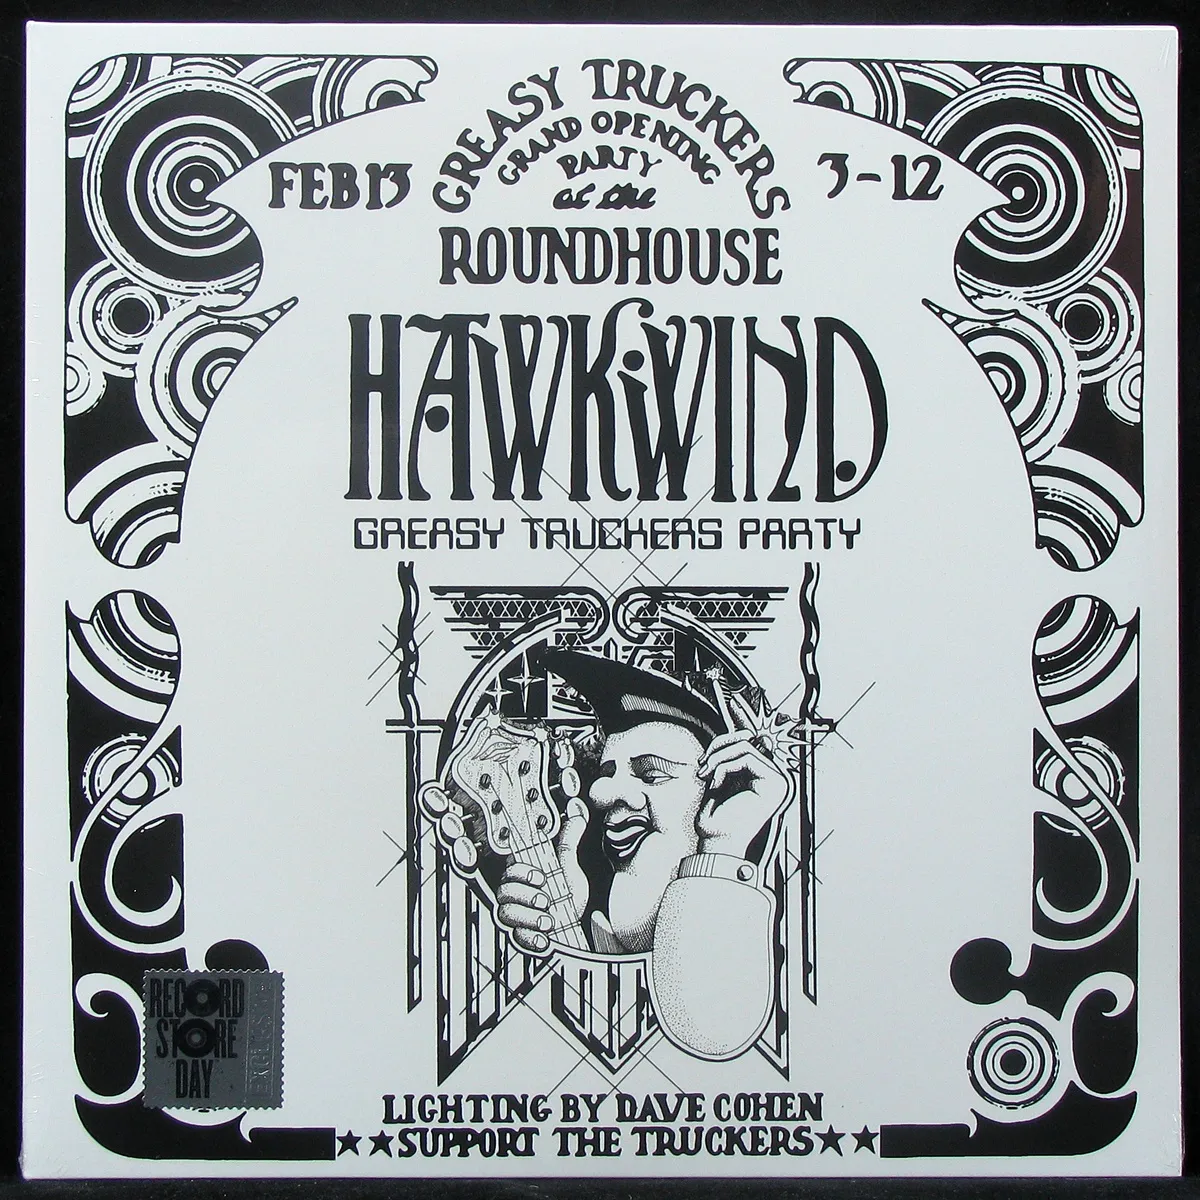 GREASY TRUCKERS
GRAND OPENING
PARTY
at the
FEB 13
3-12
ROUNDHOUSE
HAWKWIND
GREASY TRUCKERS PARTY
RECORD
STORE
DAY
EXCLUSIVE
LIGHTING BY DAVE COHEN
★★SUPPORT THE TRUCKERS★★